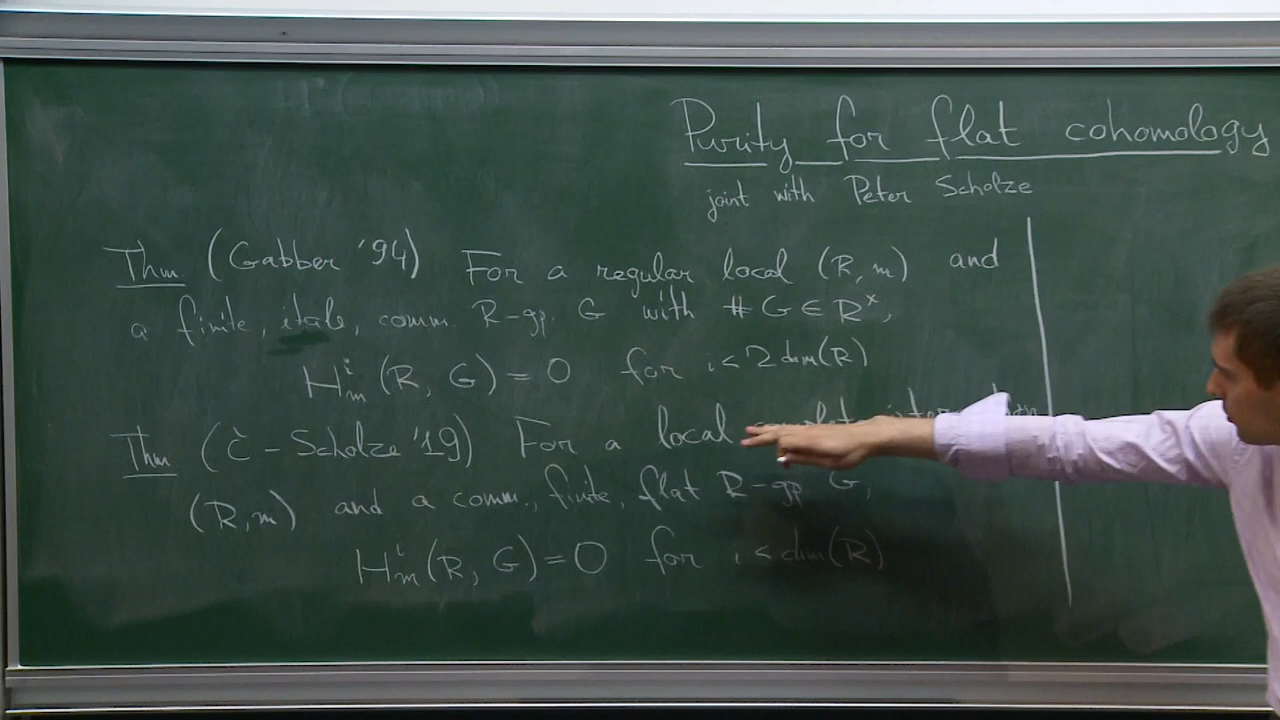 Purity for flat cohomology
joint with Peter Scholze
Thm (Gabber '94) For a regular local (R, m) and
a finite, étale, comm. R-gp. G with #G ∈ R^×,
H^i_m (R, G) = 0 for i < 2 dim(R)
Thm (Č - Scholze '19) For a local
(R, m) and a comm., finite, flat R-gp G,
H^i_m (R, G) = 0 for i < dim(R)